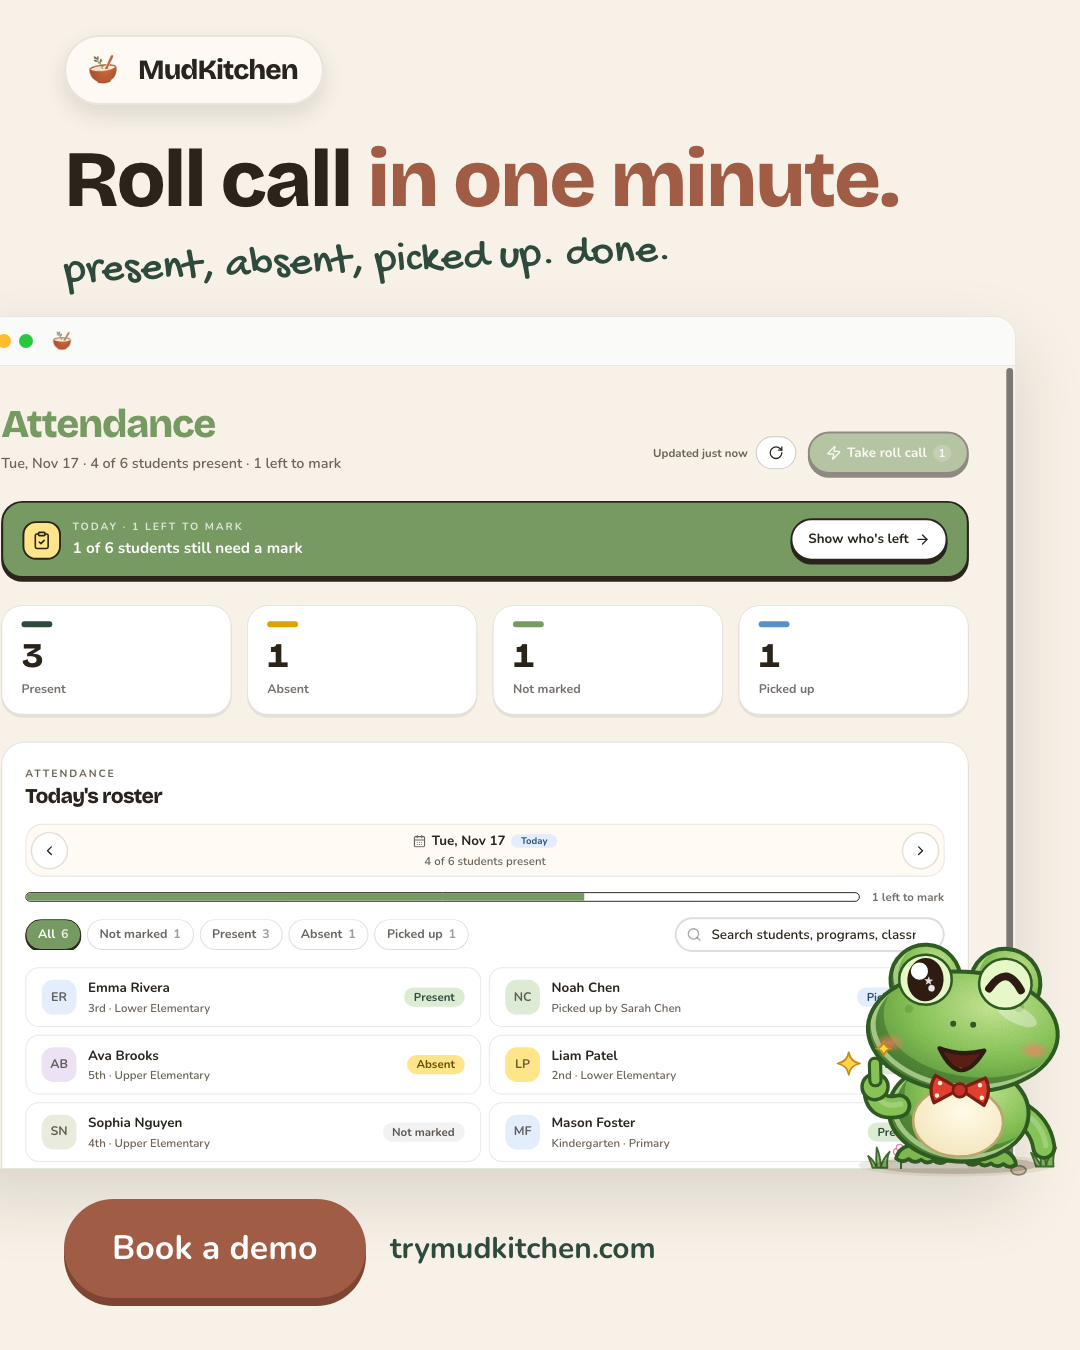 MudKitchen
Roll call in one minute.
present, absent, picked up. done.
Attendance
Tue, Nov 17 · 4 of 6 students present · 1 left to mark
Updated just now
Take roll call 1
TODAY · 1 LEFT TO MARK
1 of 6 students still need a mark
Show who's left
3
Present
1
Absent
1
Not marked
1
Picked up
ATTENDANCE
Today's roster
Tue, Nov 17 Today
4 of 6 students present
1 left to mark
All 6
Not marked 1
Present 3
Absent 1
Picked up 1
Search students, programs,
ER
Emma Rivera
3rd · Lower Elementary
Present
NC
Noah Chen
Picked up by Sarah Chen
AB
Ava Brooks
5th · Upper Elementary
Absent
LP
Liam Patel
2nd · Lower Elementary
SN
Sophia Nguyen
4th · Upper Elementary
Not marked
MF
Mason Foster
Kindergarten · Primary
Book a demo
trymudkitchen.com